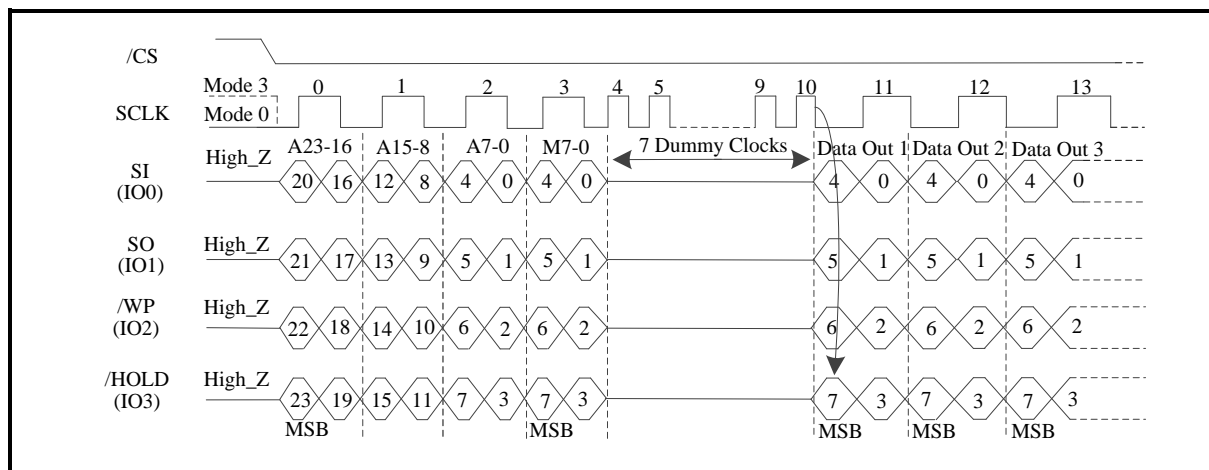 /CS
Mode 3 0 1 2 3 4 5 9 10 11 12 13
SCLK Mode 0
A23-16 A15-8 A7-0 M7-0 7 Dummy Clocks Data Out 1 Data Out 2 Data Out 3
High_Z
SI
(IO0)
20 16 12 8 4 0 4 0 4 0 4 0 4 0
High_Z
SO
(IO1)
21 17 13 9 5 1 5 1 5 1 5 1 5 1
High_Z
/WP
(IO2)
22 18 14 10 6 2 6 2 6 2 6 2 6 2
High_Z
/HOLD
(IO3)
23 19 15 11 7 3 7 3 7 3 7 3 7 3
MSB MSB MSB MSB MSB